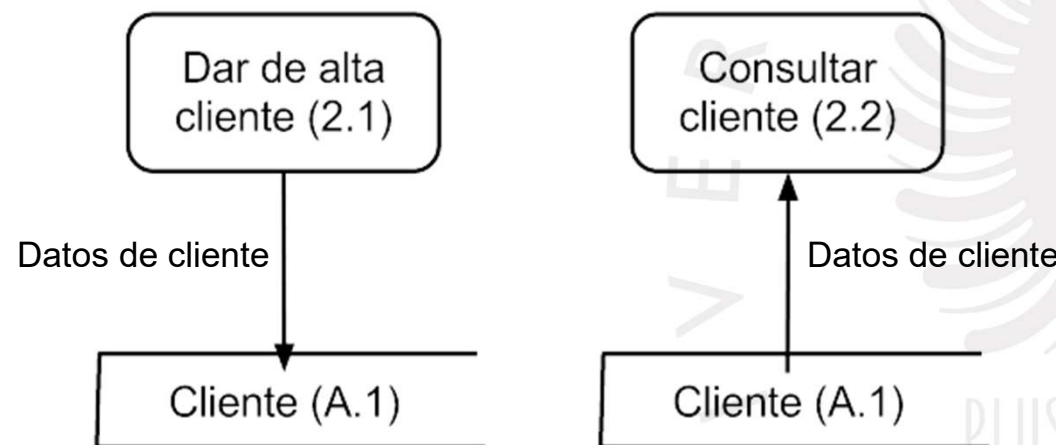 Dar de alta
cliente (2.1)
Consultar
cliente (2.2)
Datos de cliente
Datos de cliente
Cliente (A.1)
Cliente (A.1)
V E R